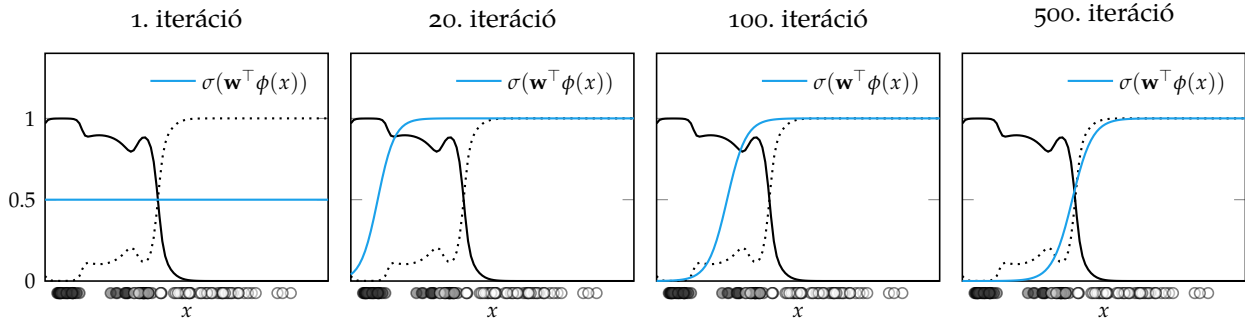 1. iteráció
20. iteráció
100. iteráció
500. iteráció
σ(w⊤ϕ(x))
σ(w⊤ϕ(x))
σ(w⊤ϕ(x))
σ(w⊤ϕ(x))
1
0.5
0
x
x
x
x